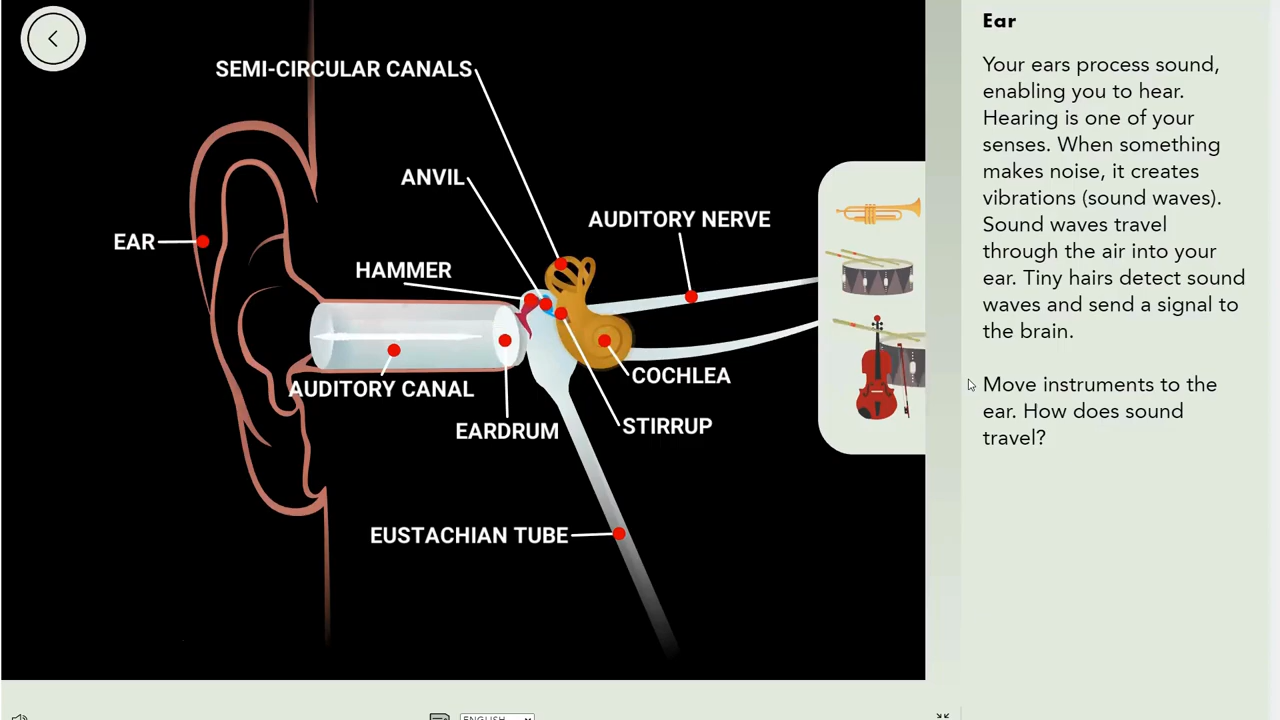 SEMI-CIRCULAR CANALS
ANVIL
AUDITORY NERVE
EAR
HAMMER
AUDITORY CANAL
COCHLEA
EARDRUM
STIRRUP
EUSTACHIAN TUBE
Ear
Your ears process sound,
enabling you to hear.
Hearing is one of your
senses. When something
makes noise, it creates
vibrations (sound waves).
Sound waves travel
through the air into your
ear. Tiny hairs detect sound
waves and send a signal to
the brain.
Move instruments to the
ear. How does sound
travel?
ENGLISH